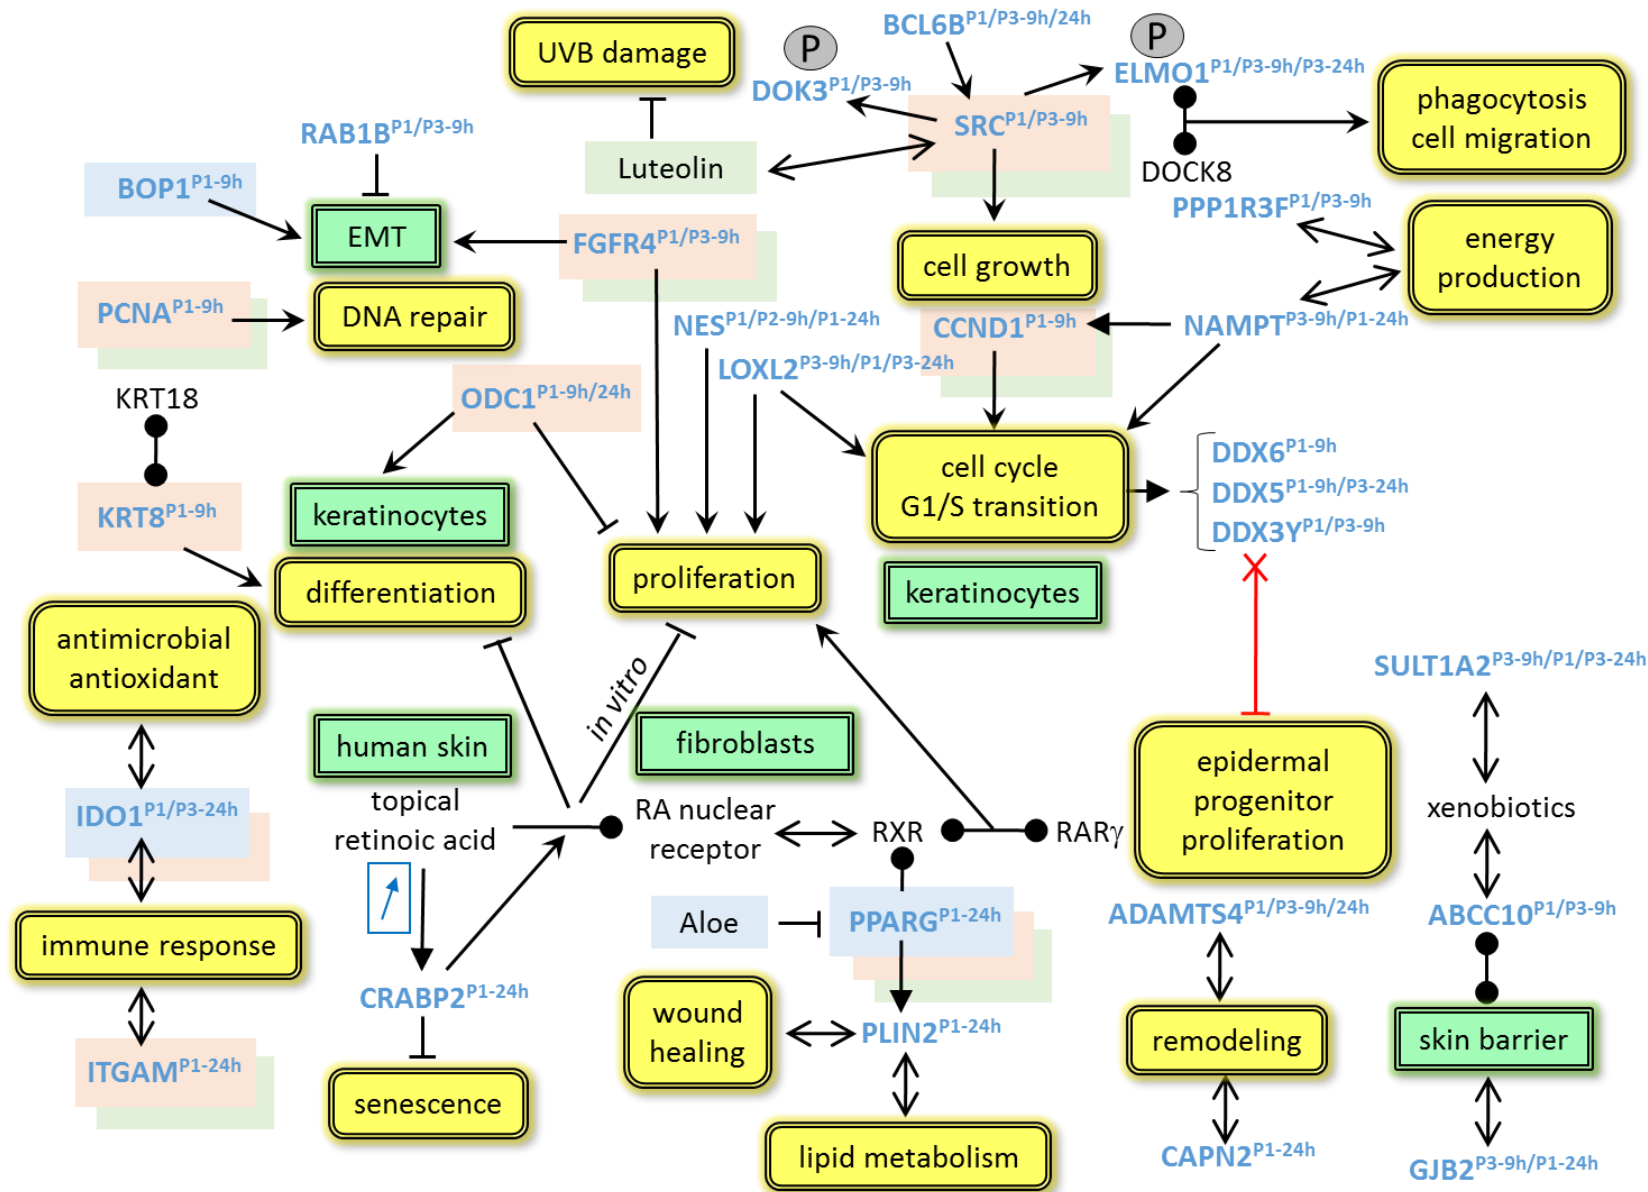 BCL6B^P1/P3-9h/24h
UVB damage
P
P
DOK3^P1/P3-9h
ELMO1^P1/P3-9h/P3-24h
phagocytosis
cell migration
RAB1B^P1/P3-9h
SRC^P1/P3-9h
Luteolin
DOCK8
BOP1^P1-9h
PPP1R3F^P1/P3-9h
EMT
FGFR4^P1/P3-9h
cell growth
energy
production
PCNA^P1-9h
DNA repair
NES^P1/P2-9h/P1-24h
CCND1^P1-9h
NAMPT^P3-9h/P1-24h
LOXL2^P3-9h/P1/P3-24h
KRT18
ODC1^P1-9h/24h
cell cycle
G1/S transition
DDX6^P1-9h
DDX5^P1-9h/P3-24h
DDX3Y^P1/P3-9h
KRT8^P1-9h
keratinocytes
differentiation
proliferation
keratinocytes
antimicrobial
antioxidant
in vitro
SULT1A2^P3-9h/P1/P3-24h
human skin
fibroblasts
epidermal
progenitor
proliferation
IDO1^P1/P3-24h
topical
retinoic acid
RA nuclear
receptor
RXR
RARγ
xenobiotics
immune response
Aloe
PPARG^P1-24h
ADAMTS4^P1/P3-9h/24h
ABCC10^P1/P3-9h
CRABP2^P1-24h
wound
healing
PLIN2^P1-24h
remodeling
skin barrier
ITGAM^P1-24h
senescence
lipid metabolism
CAPN2^P1-24h
GJB2^P3-9h/P1-24h